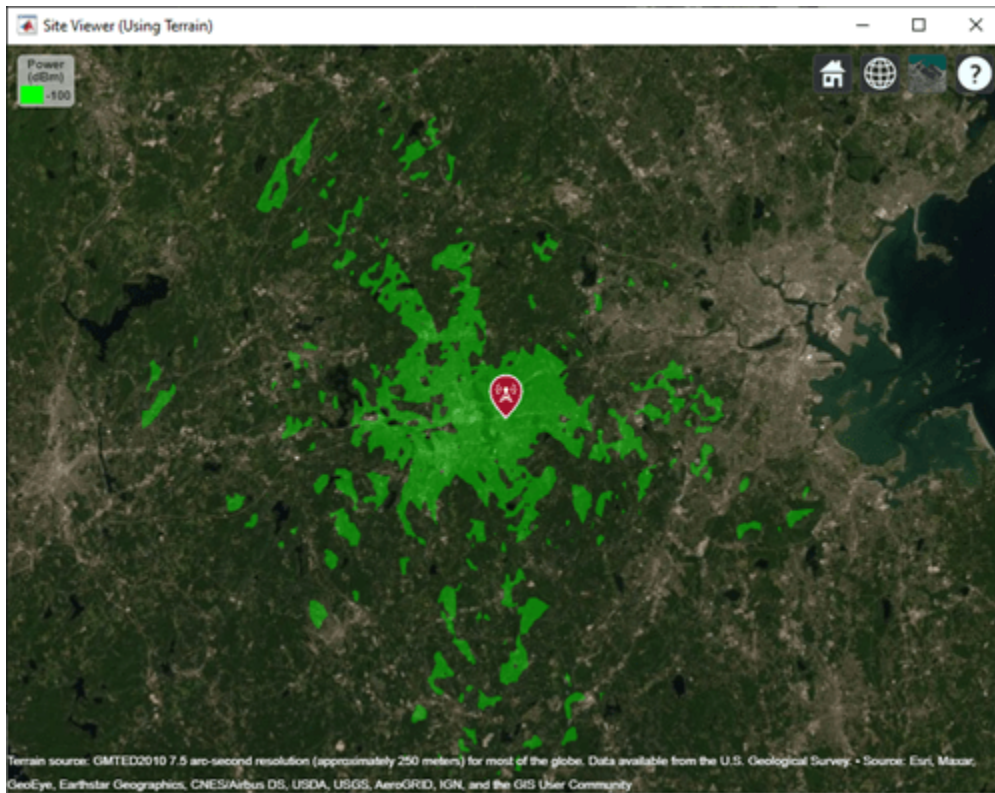 Site Viewer (Using Terrain)
Power
(dBm)
-100
?
Terrain source: GMTED2010 7.5 arc-second resolution (approximately 250 meters) for most of the globe. Data available from the U.S. Geological Survey. • Source: Esri, Maxar,
GeoEye, Earthstar Geographics, CNES/Airbus DS, USDA, USGS, AeroGRID, IGN, and the GIS User Community